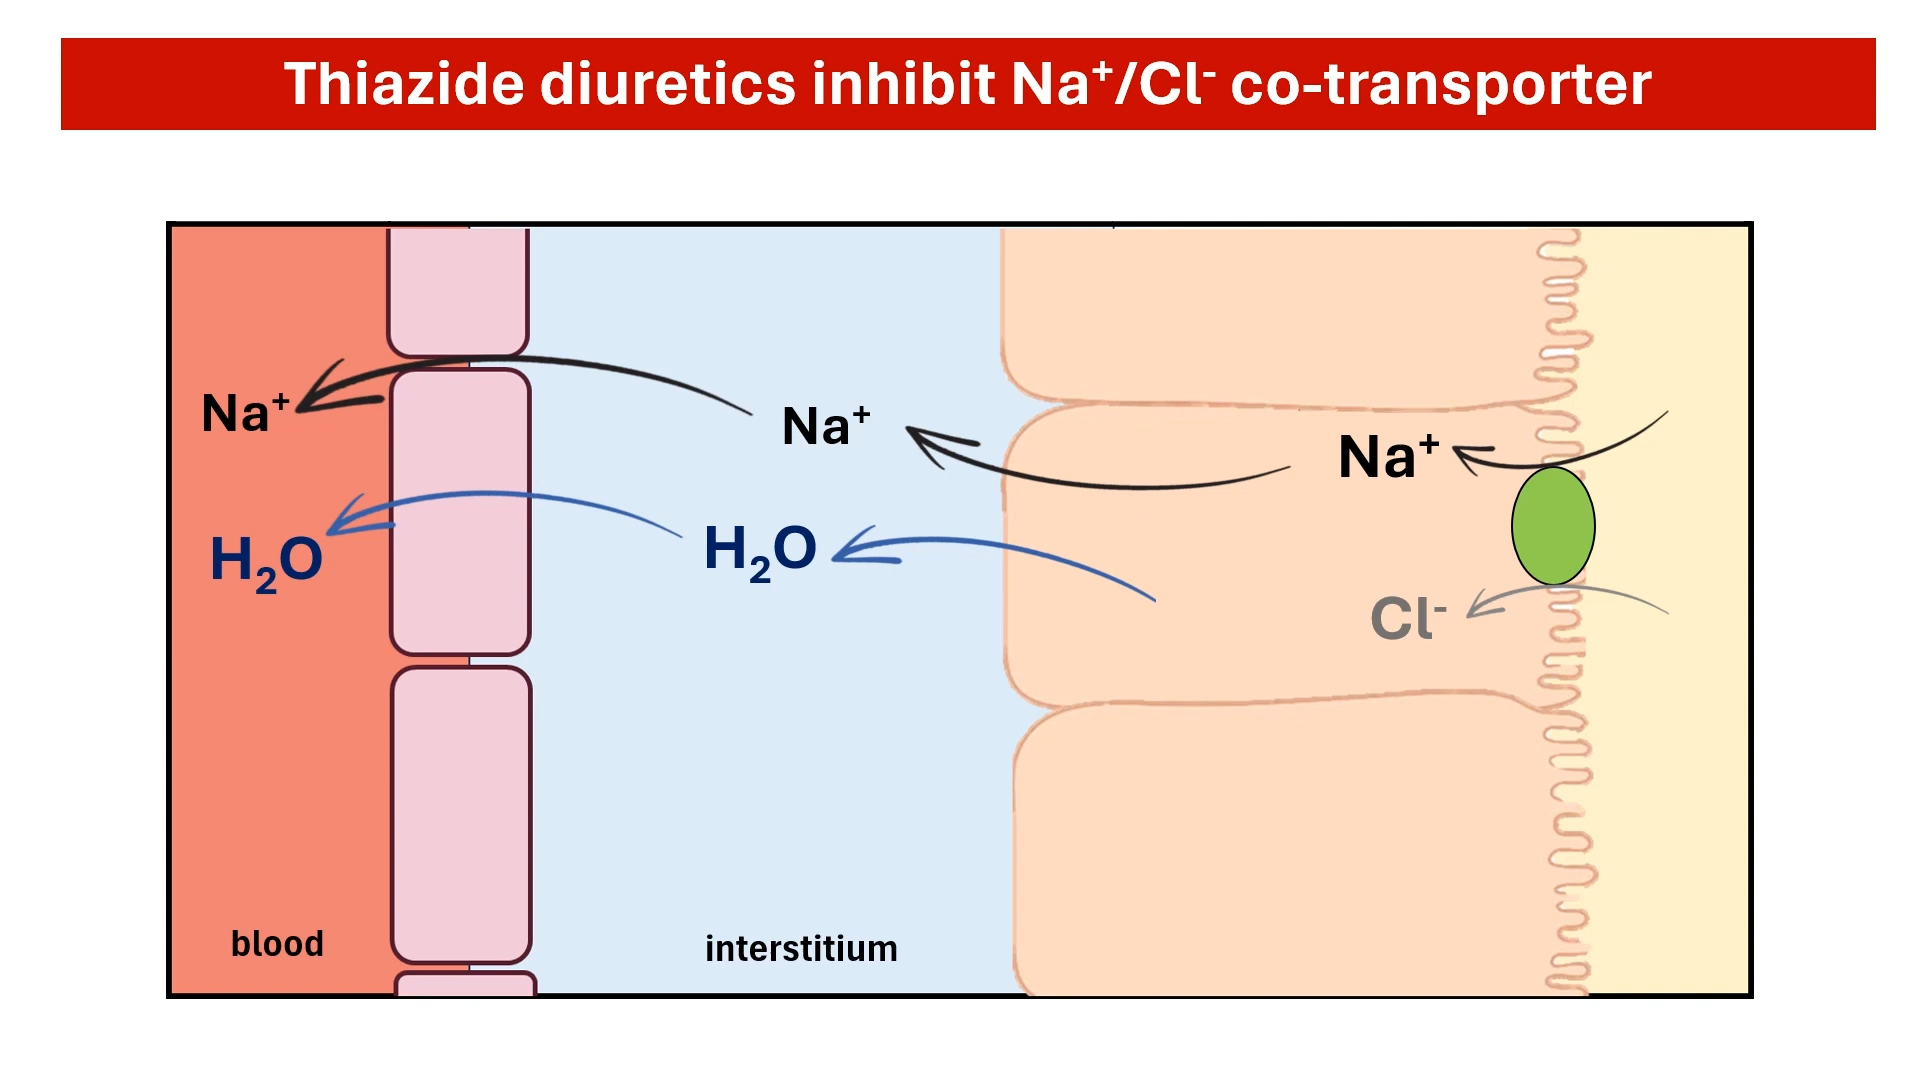 Thiazide diuretics inhibit Na⁺/Cl⁻ co-transporter
Na⁺
Na⁺
Na⁺
H₂O
H₂O
Cl⁻
blood
interstitium